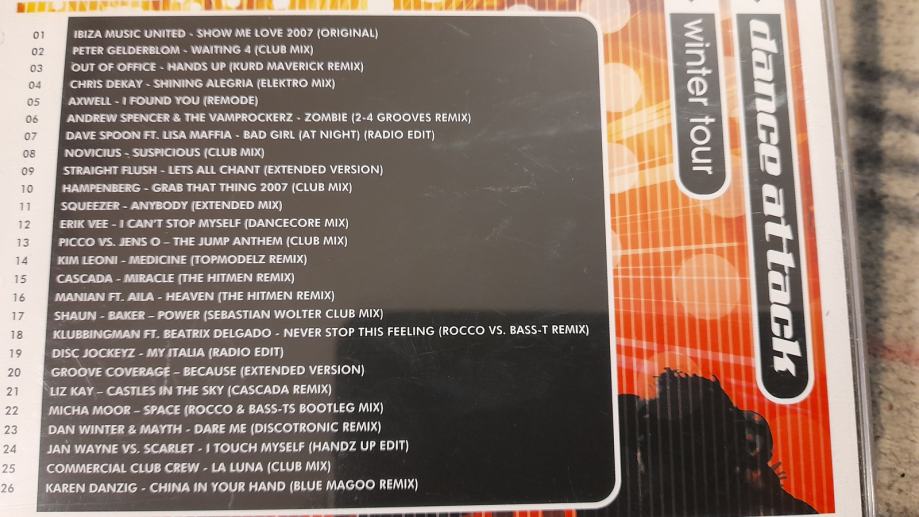 01 IBIZA MUSIC UNITED - SHOW ME LOVE 2007 (ORIGINAL)
02 PETER GELDERBLOM - WAITING 4 (CLUB MIX)
03 OUT OF OFFICE - HANDS UP (KURD MAVERICK REMIX)
04 CHRIS DEKAY - SHINING ALEGRIA (ELEKTRO MIX)
05 AXWELL - I FOUND YOU (REMODE)
06 ANDREW SPENCER & THE VAMPROCKERZ - ZOMBIE (2-4 GROOVES REMIX)
07 DAVE SPOON FT. LISA MAFFIA - BAD GIRL (AT NIGHT) (RADIO EDIT)
08 NOVICIUS - SUSPICIOUS (CLUB MIX)
09 STRAIGHT FLUSH - LETS ALL CHANT (EXTENDED VERSION)
10 HAMPENBERG - GRAB THAT THING 2007 (CLUB MIX)
11 SQUEEZER - ANYBODY (EXTENDED MIX)
12 ERIK VEE - I CAN'T STOP MYSELF (DANCECORE MIX)
13 PICCO VS. JENS O – THE JUMP ANTHEM (CLUB MIX)
14 KIM LEONI - MEDICINE (TOPMODELZ REMIX)
15 CASCADA - MIRACLE (THE HITMEN REMIX)
16 MANIAN FT. AILA - HEAVEN (THE HITMEN REMIX)
17 SHAUN - BAKER – POWER (SEBASTIAN WOLTER CLUB MIX)
18 KLUBBINGMAN FT. BEATRIX DELGADO - NEVER STOP THIS FEELING (ROCCO VS. BASS-T REMIX)
19 DISC JOCKEYZ - MY ITALIA (RADIO EDIT)
20 GROOVE COVERAGE – BECAUSE (EXTENDED VERSION)
21 LIZ KAY – CASTLES IN THE SKY (CASCADA REMIX)
22 MICHA MOOR – SPACE (ROCCO & BASS-TS BOOTLEG MIX)
23 DAN WINTER & MAYTH - DARE ME (DISCOTRONIC REMIX)
24 JAN WAYNE VS. SCARLET - I TOUCH MYSELF (HANDZ UP EDIT)
25 COMMERCIAL CLUB CREW - LA LUNA (CLUB MIX)
26 KAREN DANZIG - CHINA IN YOUR HAND (BLUE MAGOO REMIX)
dance attack
winter tour